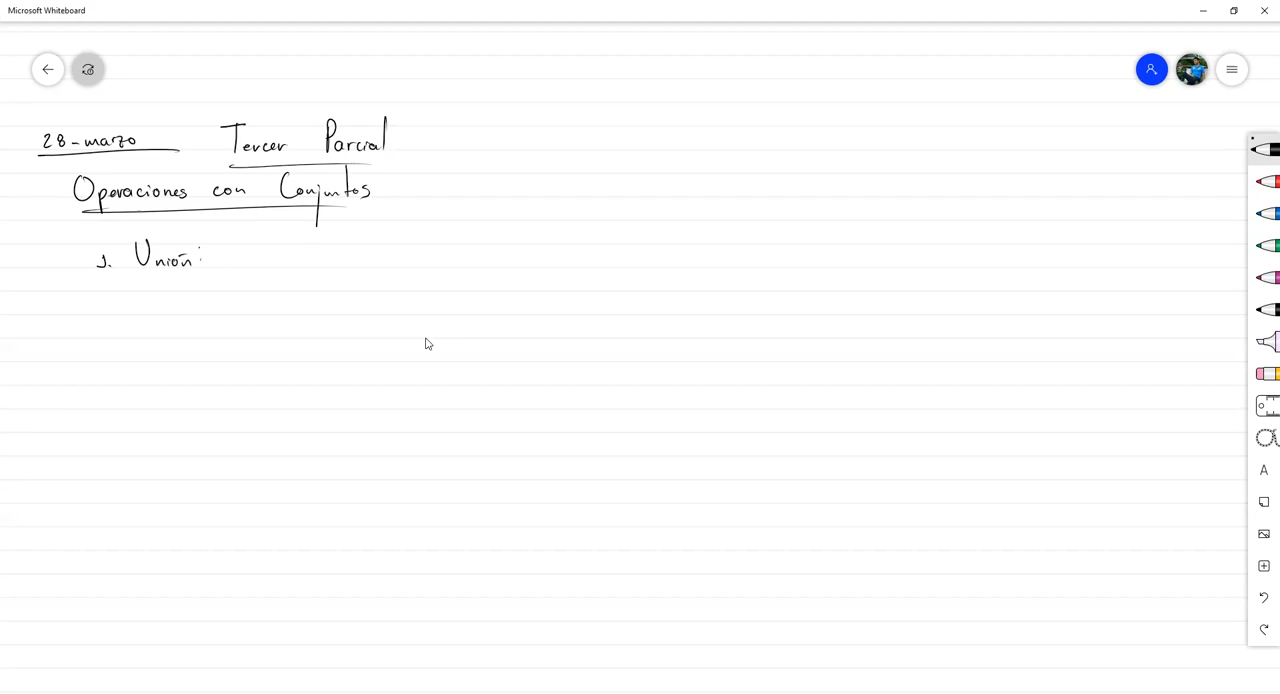 Microsoft Whiteboard
28-marzo Tercer Parcial
Operaciones con Conjuntos
1. Unión:
A